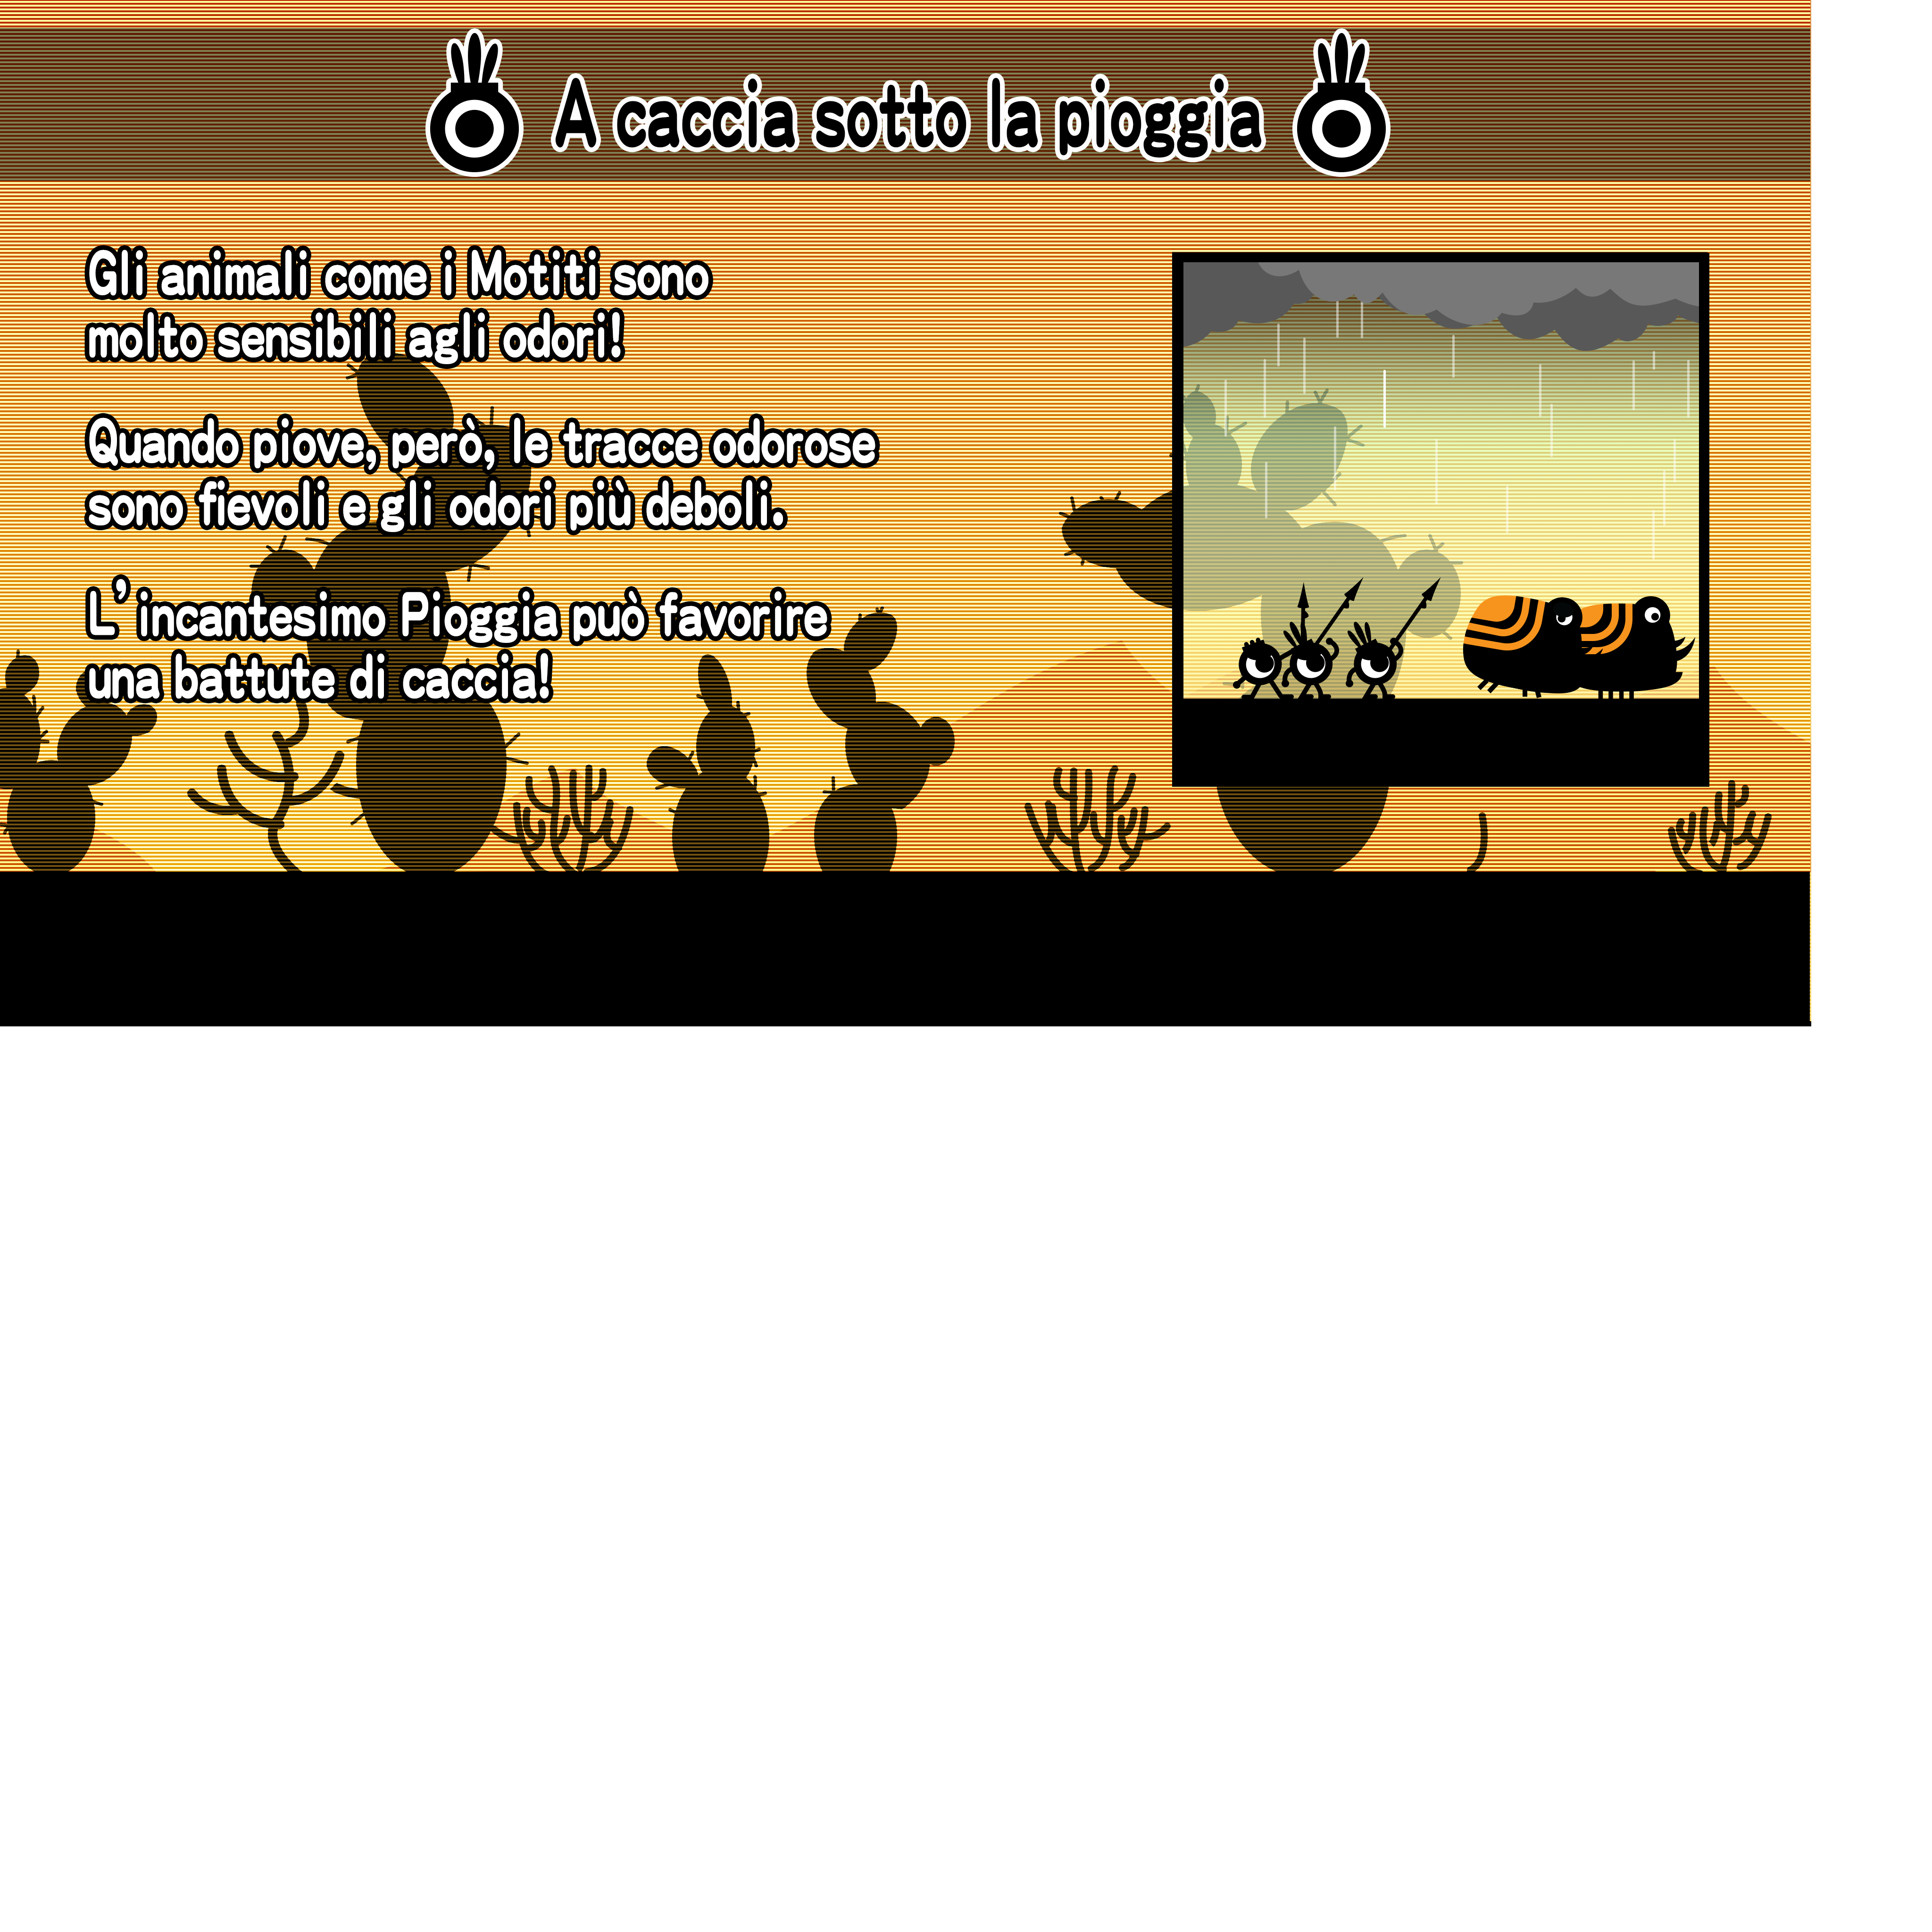 A caccia sotto la pioggia
Gli animali come i Motiti sono
molto sensibili agli odori!
Quando piove, però, le tracce odorose
sono fievoli e gli odori più deboli.
L'incantesimo Pioggia può favorire
una battute di caccia!